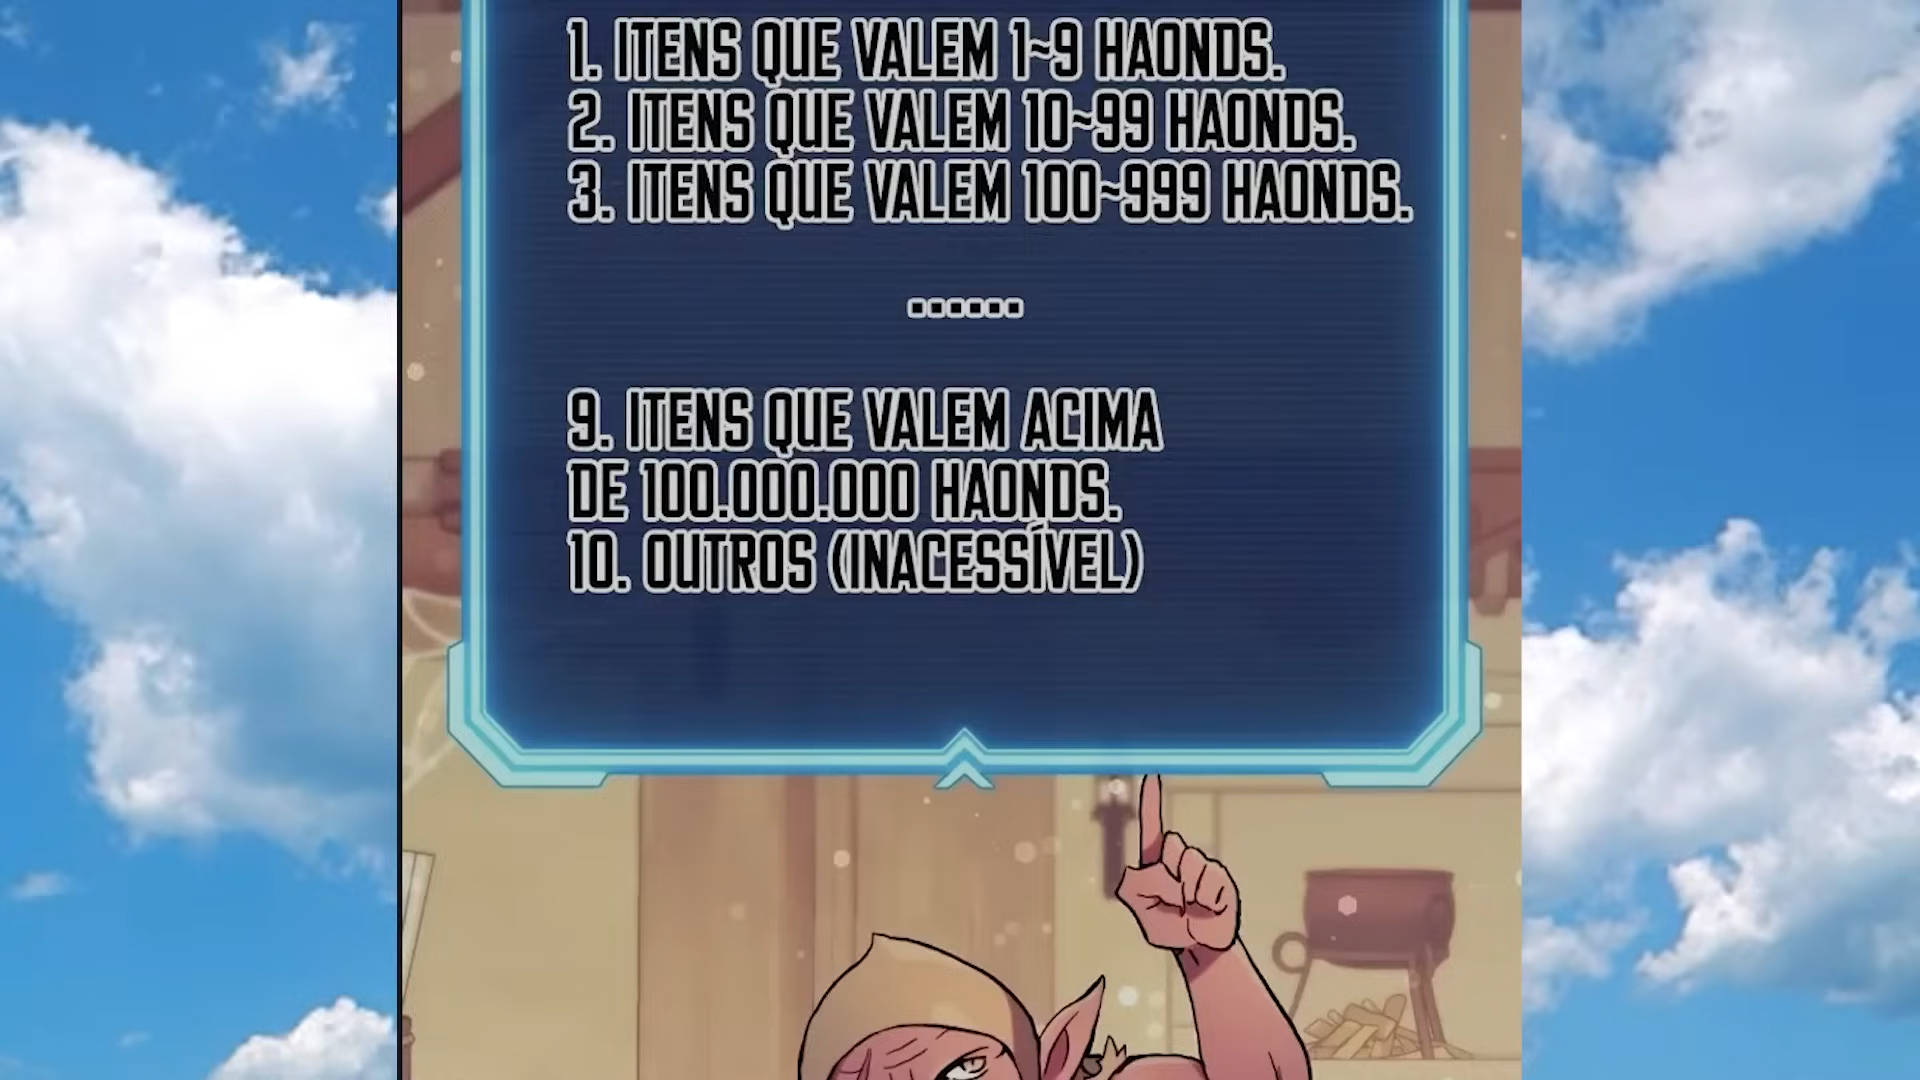 1. ITENS QUE VALEM 1~9 HAONDS.
2. ITENS QUE VALEM 10~99 HAONDS.
3. ITENS QUE VALEM 100~999 HAONDS.
......
9. ITENS QUE VALEM ACIMA
DE 100.000.000 HAONDS.
10. OUTROS (INACESSÍVEL)